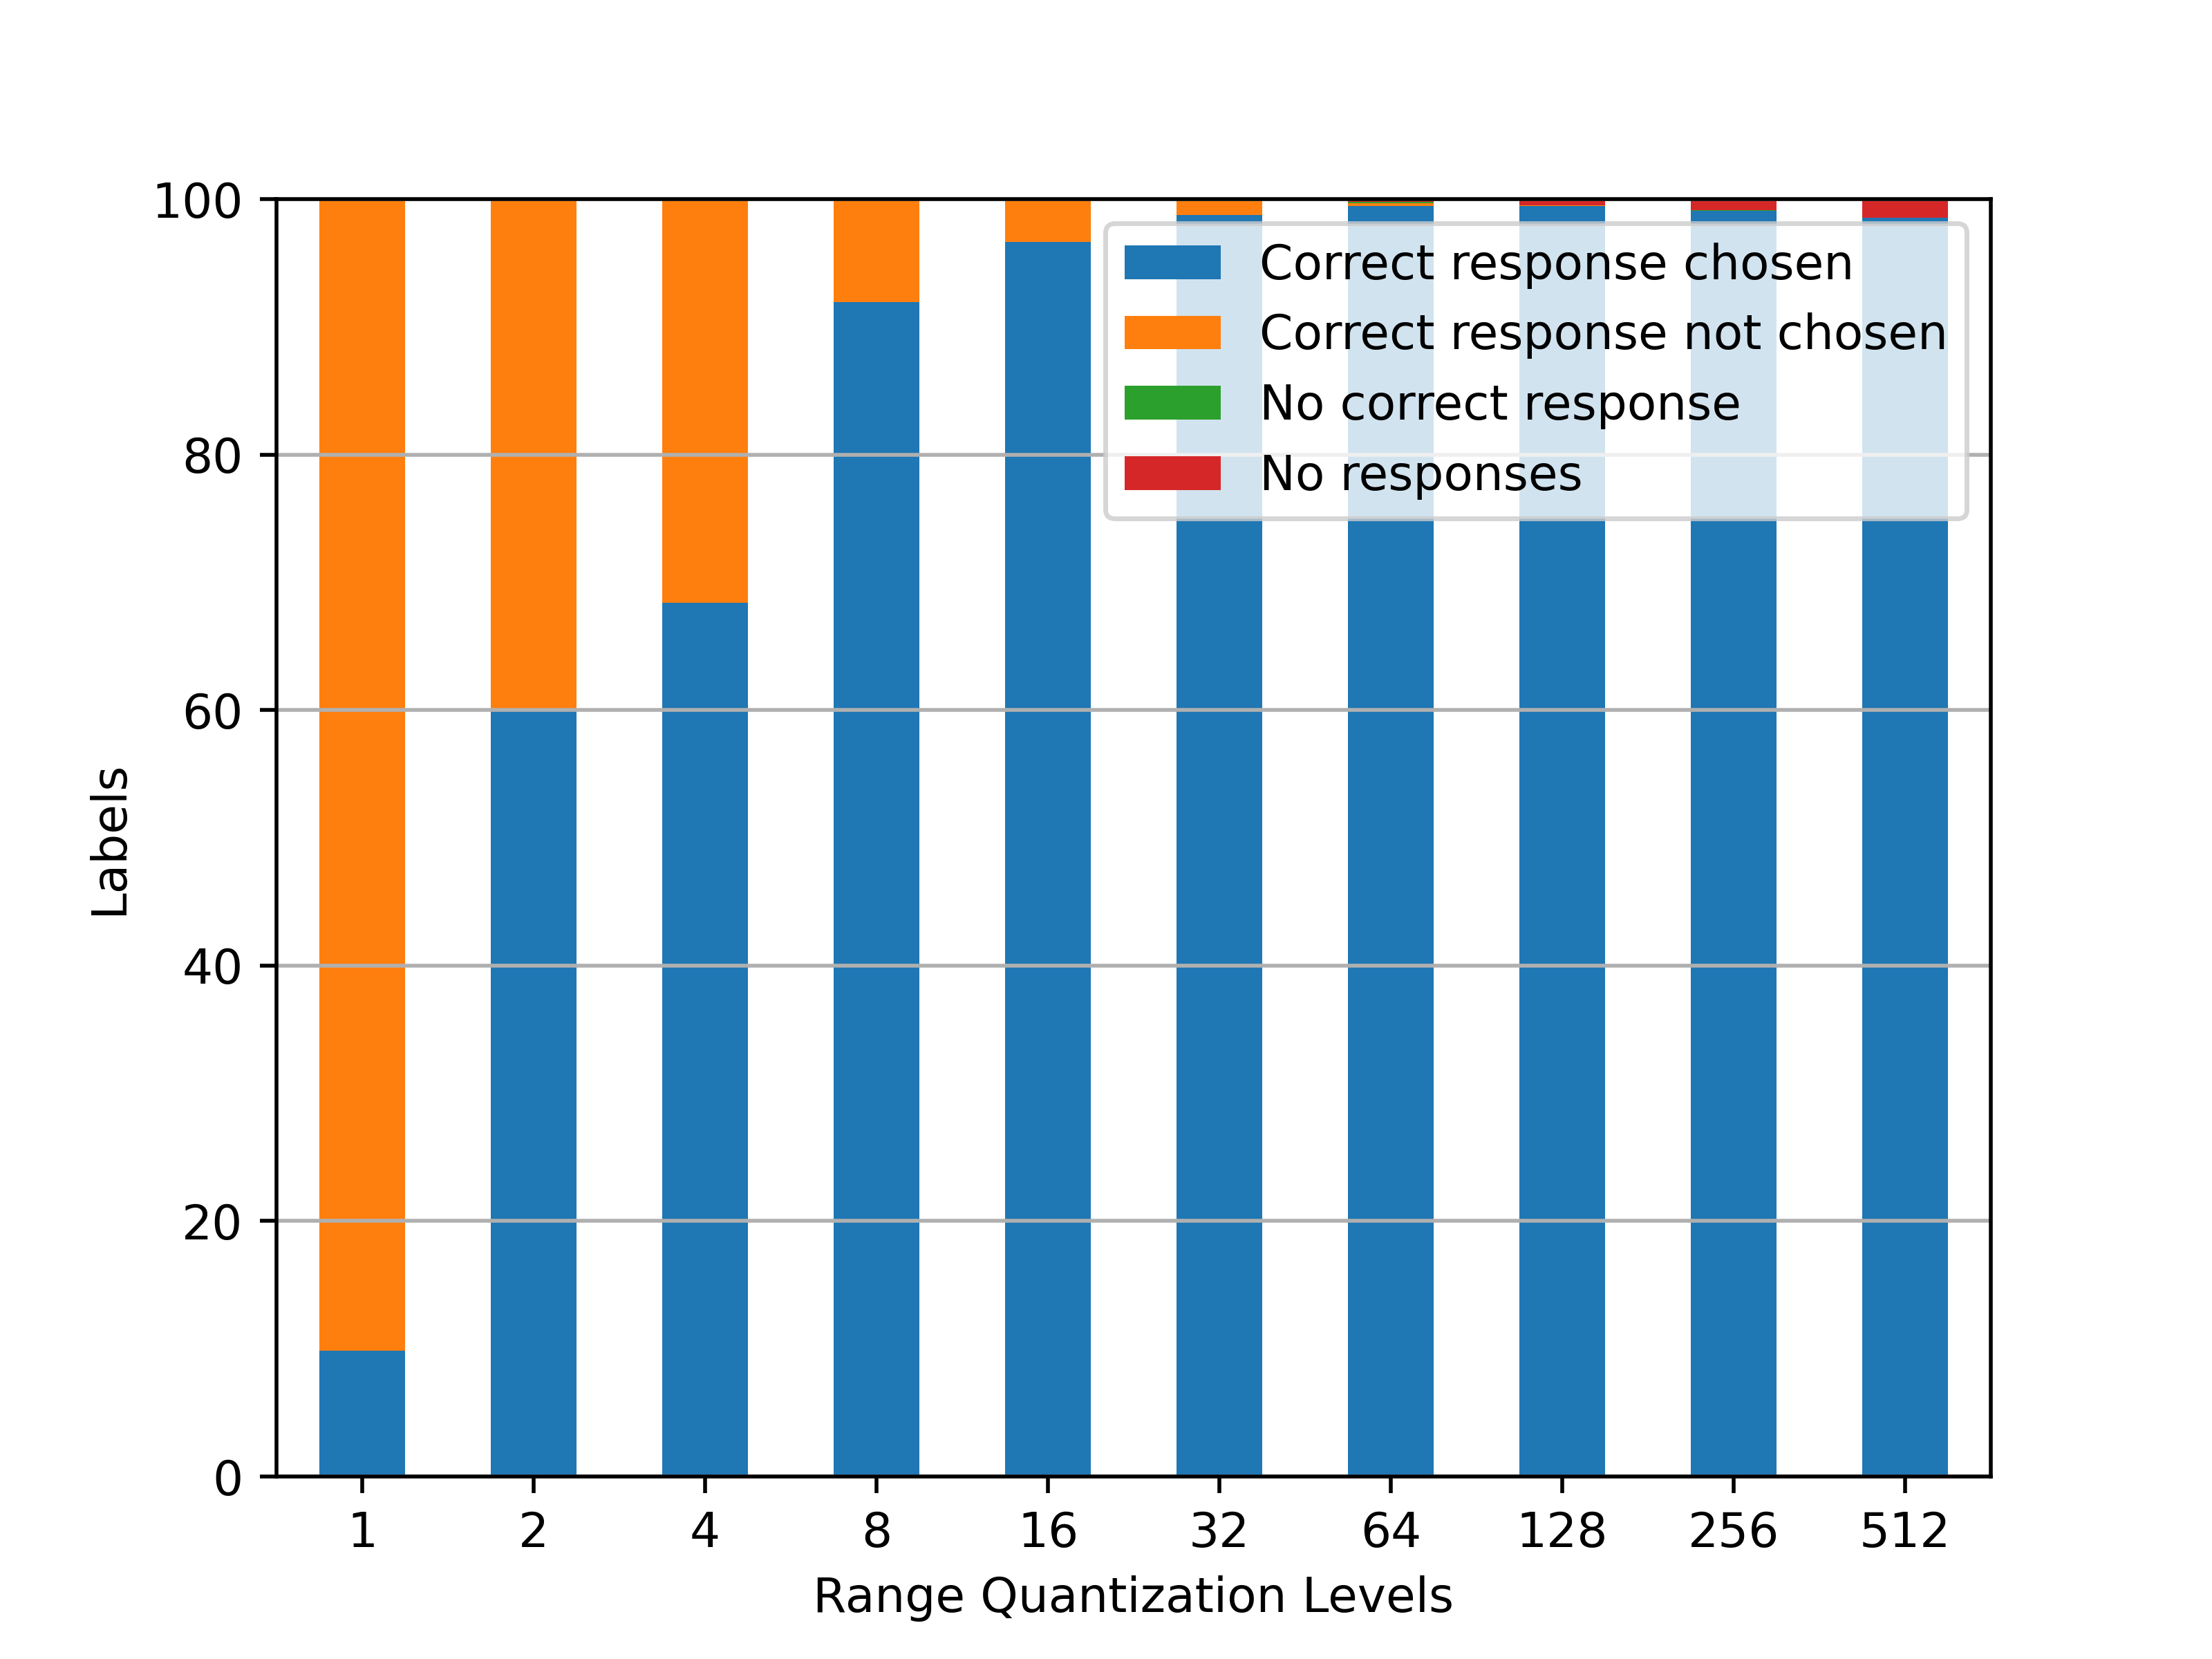 100
80
60
40
20
0
Labels
Correct response chosen
Correct response not chosen
No correct response
No responses
1 2 4 8 16 32 64 128 256 512
Range Quantization Levels